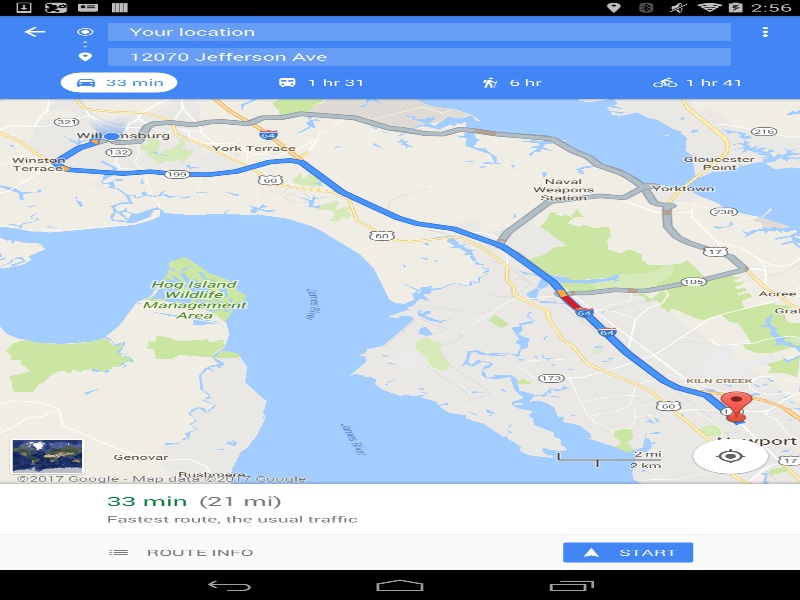 2:56
Your location
12070 Jefferson Ave
33 min
1 hr 31
6 hr
1 hr 41
321
Williamsburg
132
64
216
York Terrace
Winston
Terrace
199
60
Gloucester
Point
Naval
Weapons
Station
Yorktown
238
60
17
Hog Island
Wildlife
Management
Area
James Riv
105
Acree
64
Gra
64
173
KILN CREEK
60
Newport
James River
Genovar
2 mi
2 km
17
Rushmere
©2017 Google - Map data ©2017 Google
33 min (21 mi)
Fastest route, the usual traffic
ROUTE INFO
START